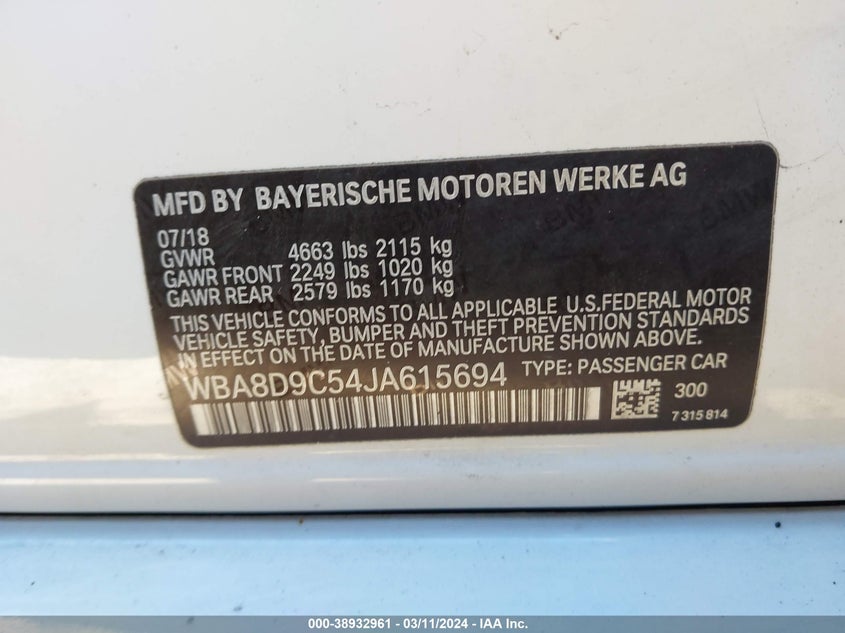 MFD BY BAYERISCHE MOTOREN WERKE AG
07/18
GVWR 4663 lbs 2115 kg
GAWR FRONT 2249 lbs 1020 kg
GAWR REAR 2579 lbs 1170 kg
THIS VEHICLE CONFORMS TO ALL APPLICABLE U.S.FEDERAL MOTOR
VEHICLE SAFETY, BUMPER AND THEFT PREVENTION STANDARDS
IN EFFECT ON THE DATE OF MANUFACTURE SHOWN ABOVE.
WBA8D9C54JA615694 TYPE: PASSENGER CAR
300
7 315 814
000-38932961 - 03/11/2024 - IAA Inc.